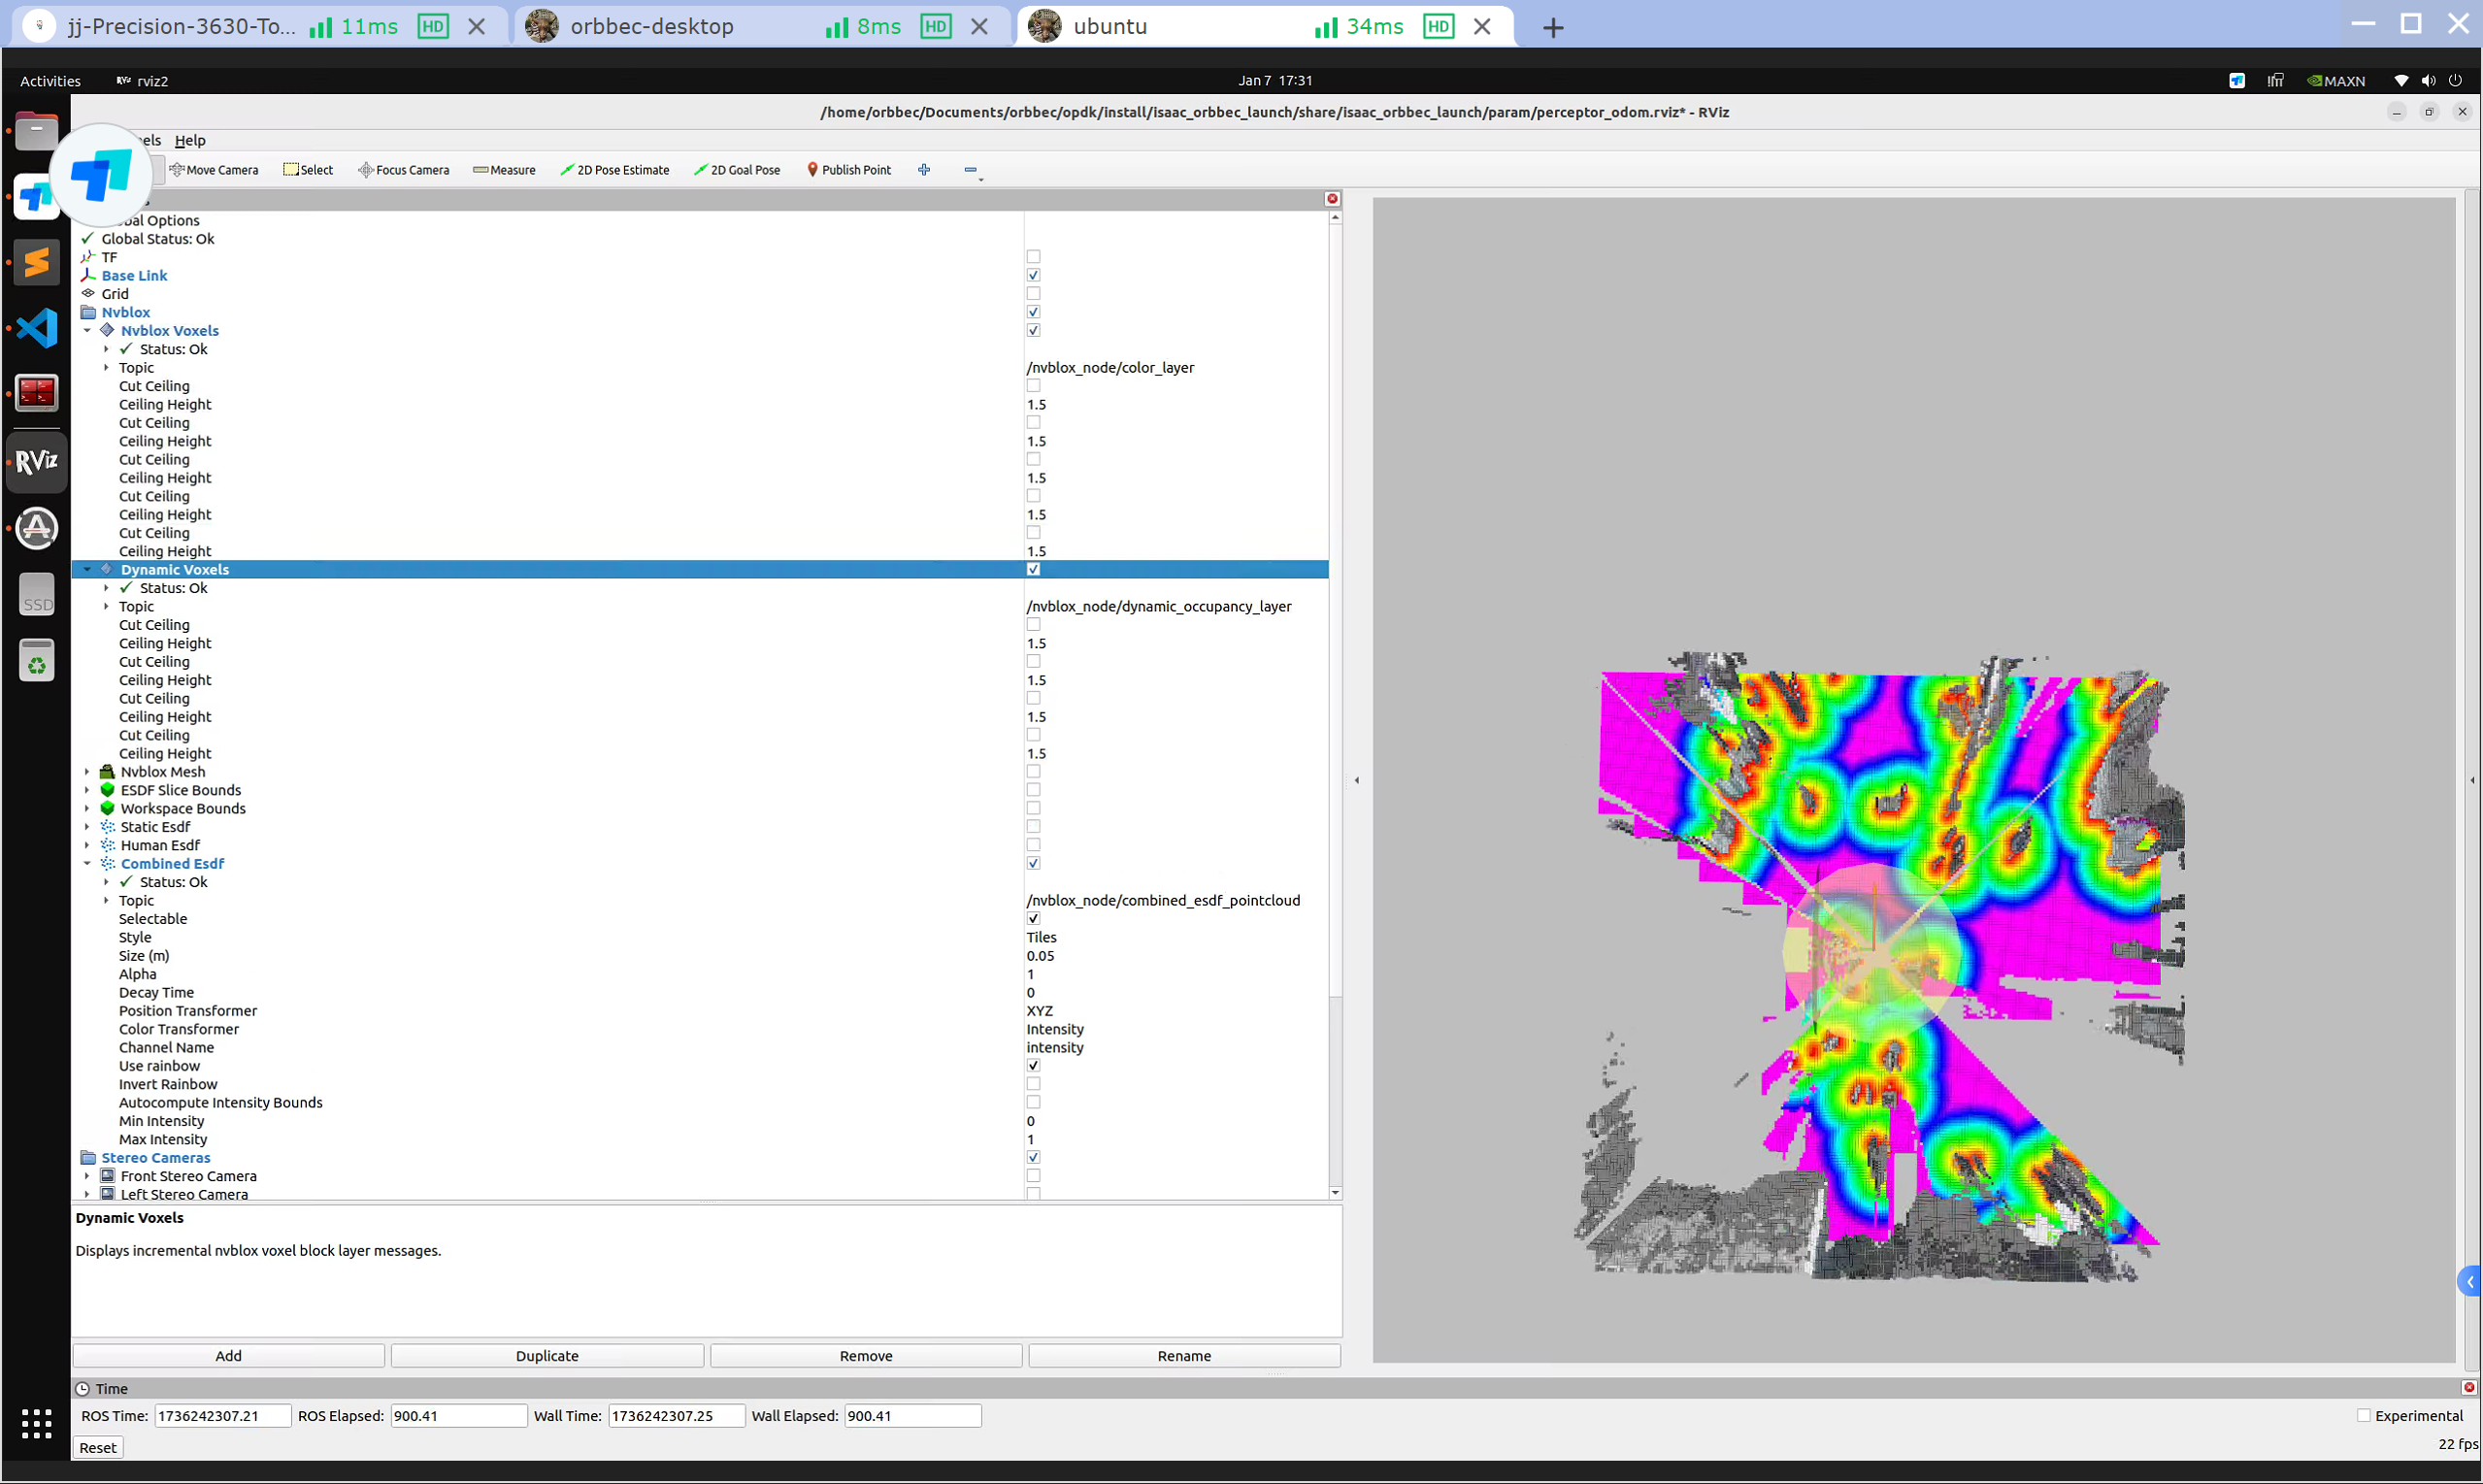 jj-Precision-3630-To... 11ms HD
orbbec-desktop 8ms HD
ubuntu 34ms HD
Activities
rviz2
Jan 7 17:31
MAXN
/home/orbbec/Documents/orbbec/opdk/install/isaac_orbbec_launch/share/isaac_orbbec_launch/param/perceptor_odom.rviz* - RViz
Help
Move Camera Select Focus Camera Measure 2D Pose Estimate 2D Goal Pose Publish Point
Options
Global Status: Ok
TF
Base Link
Grid
Nvblox
Nvblox Voxels
Status: Ok
Topic /nvblox_node/color_layer
Cut Ceiling
Ceiling Height 1.5
Cut Ceiling
Ceiling Height 1.5
Cut Ceiling
Ceiling Height 1.5
Cut Ceiling
Ceiling Height 1.5
Cut Ceiling
Ceiling Height 1.5
Dynamic Voxels
Status: Ok
Topic /nvblox_node/dynamic_occupancy_layer
Cut Ceiling
Ceiling Height 1.5
Cut Ceiling
Ceiling Height 1.5
Cut Ceiling
Ceiling Height 1.5
Cut Ceiling
Ceiling Height 1.5
Nvblox Mesh
ESDF Slice Bounds
Workspace Bounds
Static Esdf
Human Esdf
Combined Esdf
Status: Ok
Topic /nvblox_node/combined_esdf_pointcloud
Selectable
Style Tiles
Size (m) 0.05
Alpha 1
Decay Time 0
Position Transformer XYZ
Color Transformer Intensity
Channel Name intensity
Use rainbow
Invert Rainbow
Autocompute Intensity Bounds
Min Intensity 0
Max Intensity 1
Stereo Cameras
Front Stereo Camera
Left Stereo Camera
RViz
SSD
Dynamic Voxels
Displays incremental nvblox voxel block layer messages.
Add Duplicate Remove Rename
Time
ROS Time: 1736242307.21 ROS Elapsed: 900.41 Wall Time: 1736242307.25 Wall Elapsed: 900.41 Experimental
Reset 22 fps